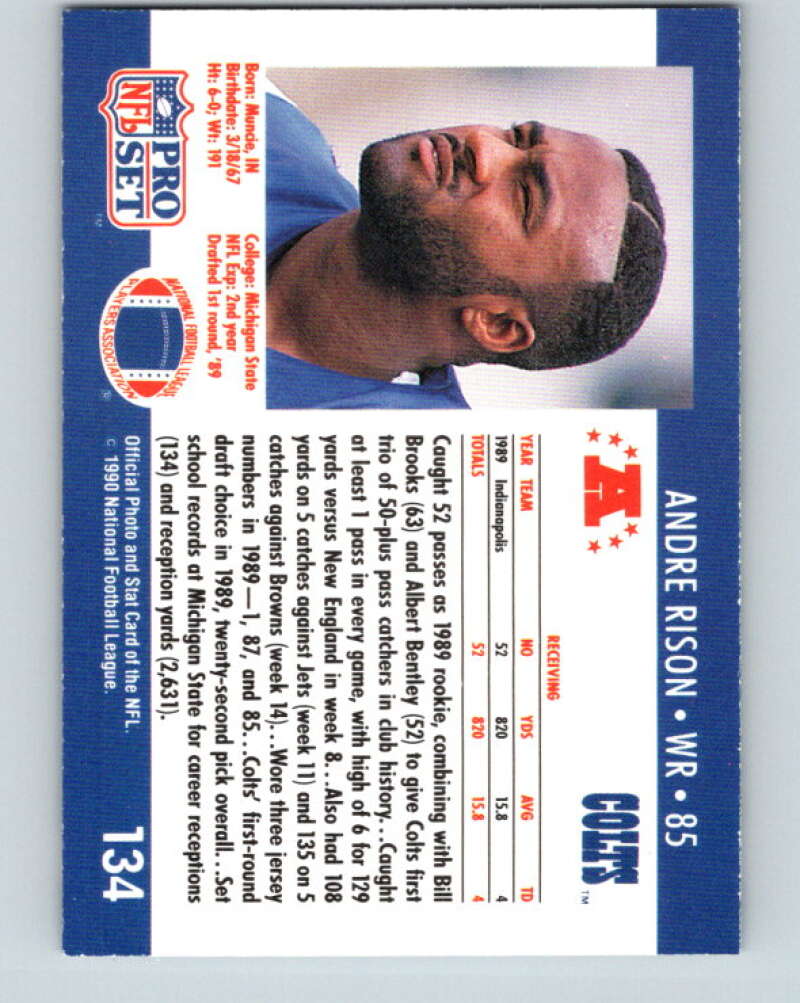 ANDRE RISON • WR • 85
A
COLTS™
RECEIVING
YEAR TEAM NO YDS AVG TD
1989 Indianapolis 52 820 15.8 4
TOTALS 52 820 15.8 4
Caught 52 passes as 1989 rookie, combining with Bill
Brooks (63) and Albert Bentley (52) to give Colts first
trio of 50-plus pass catchers in club history...Caught
at least 1 pass in every game, with high of 6 for 129
yards versus New England in week 8...Also had 108
yards on 5 catches against Jets (week 11) and 135 on 5
catches against Browns (week 14)...Wore three jersey
numbers in 1989—1, 87, and 85...Colts' first-round
draft choice in 1989, twenty-second pick overall...Set
school records at Michigan State for career receptions
(134) and reception yards (2,631).
Born: Muncie, IN
Birthdate: 3/18/67
Ht: 6-0; Wt: 191
College: Michigan State
NFL Exp: 2nd year
Drafted 1st round, '89
PRO
NFL SET™
NATIONAL FOOTBALL LEAGUE
PLAYERS ASSOCIATION®
Official Photo and Stat Card of the NFL.
© 1990 National Football League.
134